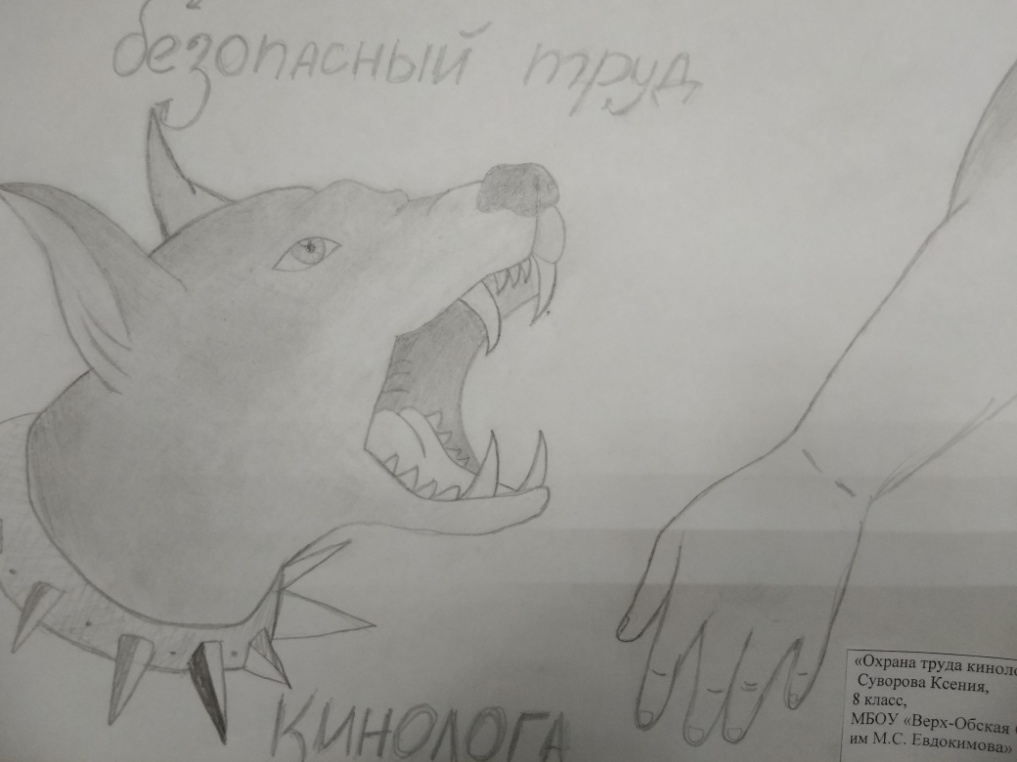 безопасный труд
кинолога
«Охрана труда
Суворова Ксения,
8 класс,
МБОУ «Верх-Обская
им М.С. Евдокимова»